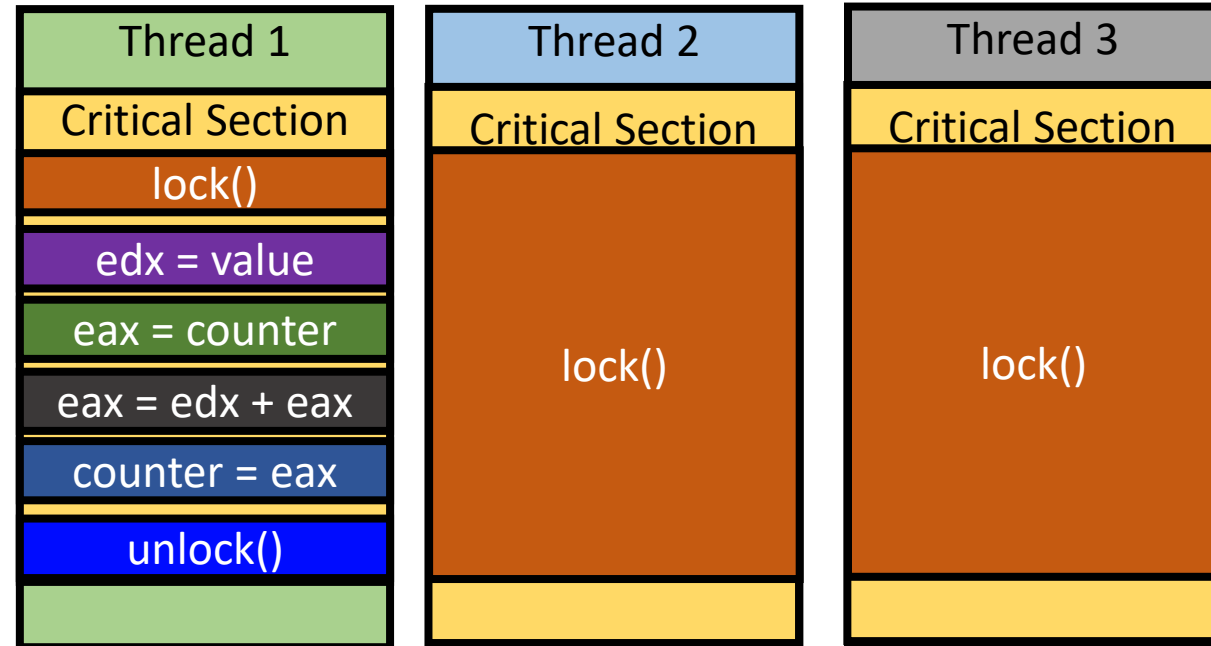 Thread 1
Critical Section
lock()
edx = value
eax = counter
eax = edx + eax
counter = eax
unlock()
Thread 2
Critical Section
lock()
Thread 3
Critical Section
lock()